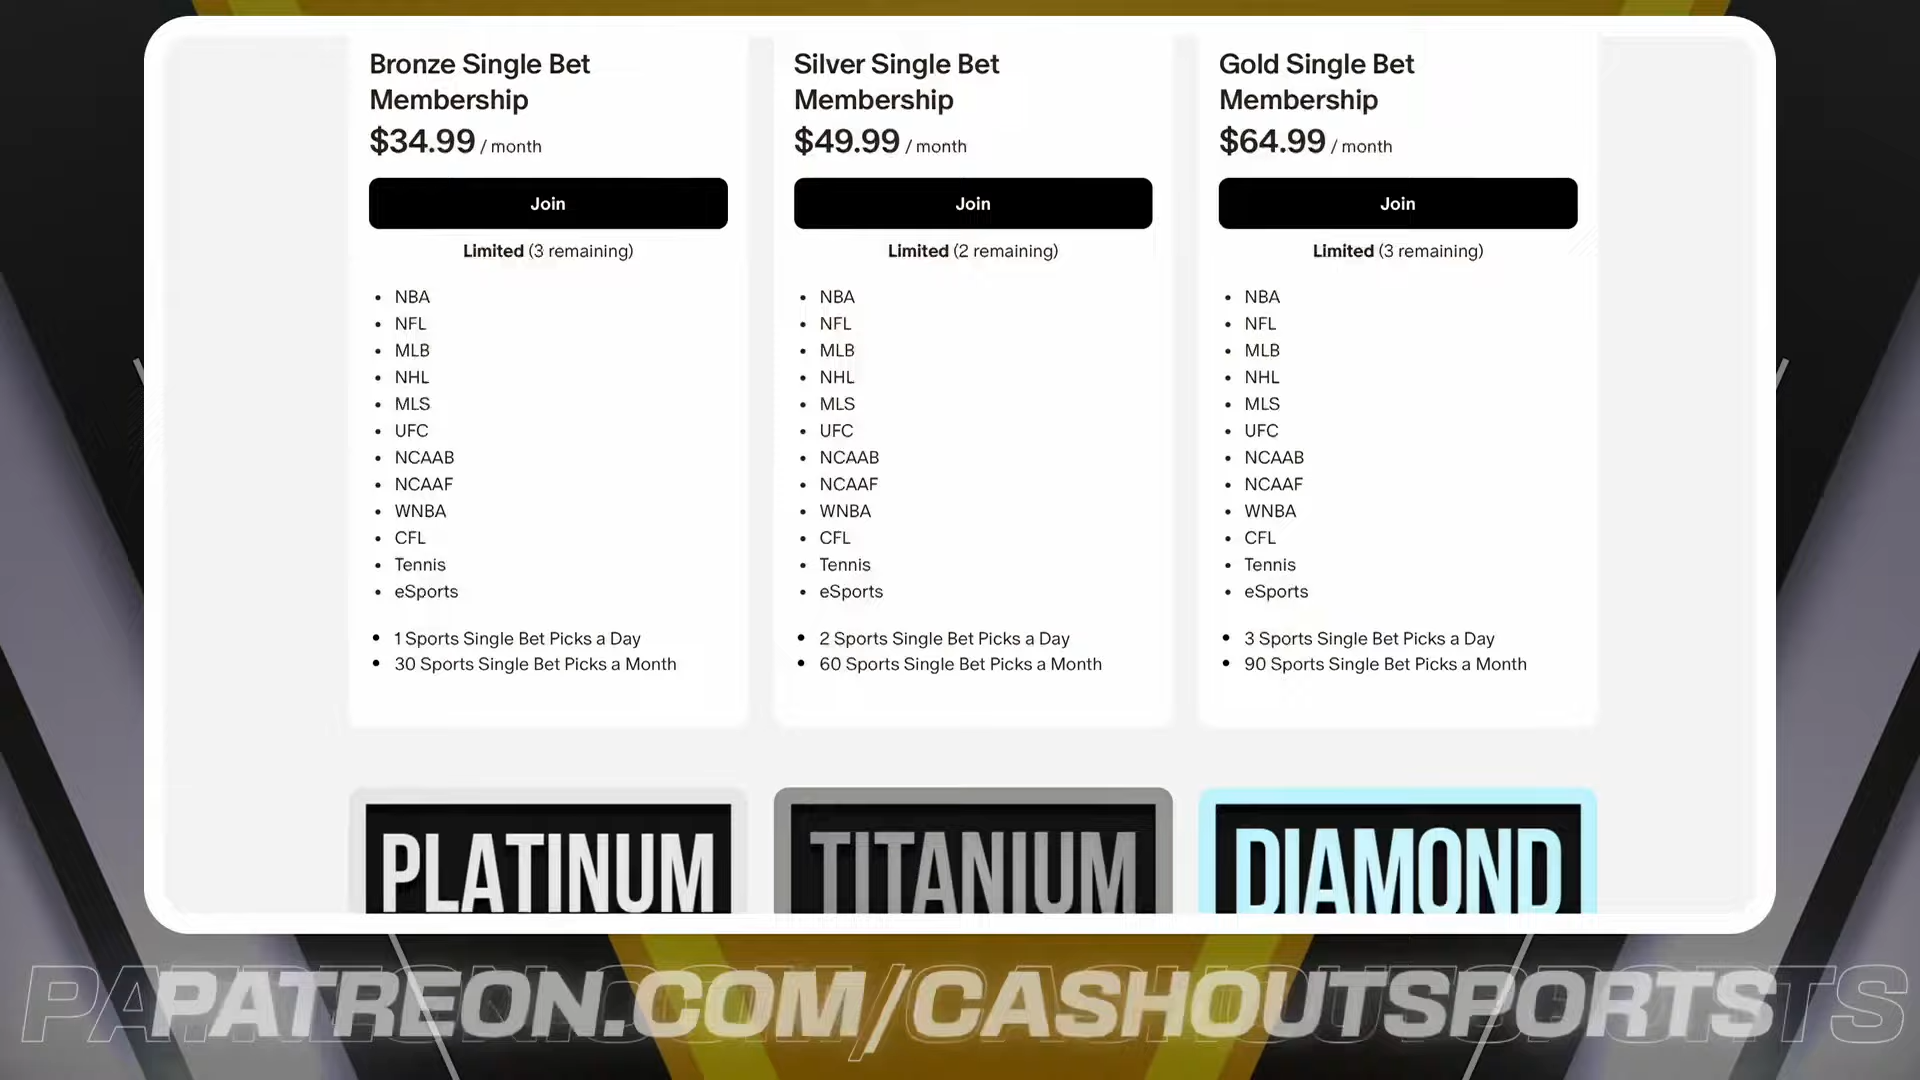 Bronze Single Bet
Membership
$34.99 / month
Join
Limited (3 remaining)
• NBA
• NFL
• MLB
• NHL
• MLS
• UFC
• NCAAB
• NCAAF
• WNBA
• CFL
• Tennis
• eSports
• 1 Sports Single Bet Picks a Day
• 30 Sports Single Bet Picks a Month
Silver Single Bet
Membership
$49.99 / month
Join
Limited (2 remaining)
• NBA
• NFL
• MLB
• NHL
• MLS
• UFC
• NCAAB
• NCAAF
• WNBA
• CFL
• Tennis
• eSports
• 2 Sports Single Bet Picks a Day
• 60 Sports Single Bet Picks a Month
Gold Single Bet
Membership
$64.99 / month
Join
Limited (3 remaining)
• NBA
• NFL
• MLB
• NHL
• MLS
• UFC
• NCAAB
• NCAAF
• WNBA
• CFL
• Tennis
• eSports
• 3 Sports Single Bet Picks a Day
• 90 Sports Single Bet Picks a Month
PLATINUM
TITANIUM
DIAMOND
PATREON.COM/CASHOUTSPORTS